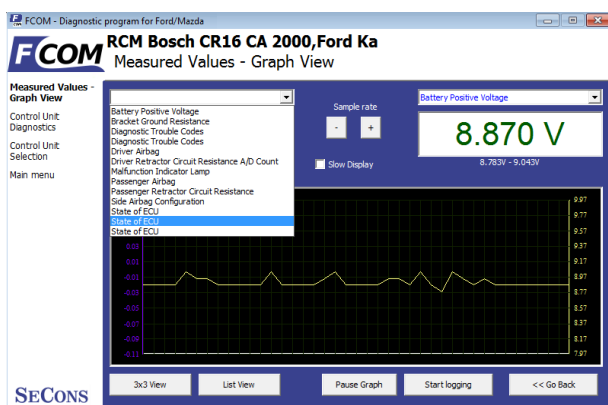 FCOM - Diagnostic program for Ford/Mazda
FCOM
RCM Bosch CR16 CA 2000,Ford Ka
Measured Values - Graph View
Measured Values -
Graph View
Control Unit
Diagnostics
Control Unit
Selection
Main menu
Battery Positive Voltage
Bracket Ground Resistance
Diagnostic Trouble Codes
Diagnostic Trouble Codes
Driver Airbag
Driver Retractor Circuit Resistance A/D Count
Malfunction Indicator Lamp
Passenger Airbag
Passenger Retractor Circuit Resistance
Side Airbag Configuration
State of ECU
State of ECU
State of ECU
Sample rate
- +
Slow Display
Battery Positive Voltage
8.870 V
8.783V - 9.043V
0.03
0.01
-0.01
-0.03
-0.05
-0.07
-0.09
-0.11
9.97
9.77
9.57
9.37
9.17
8.97
8.77
8.57
8.37
8.17
7.97
3x3 View
List View
Pause Graph
Start logging
<< Go Back
SECONS